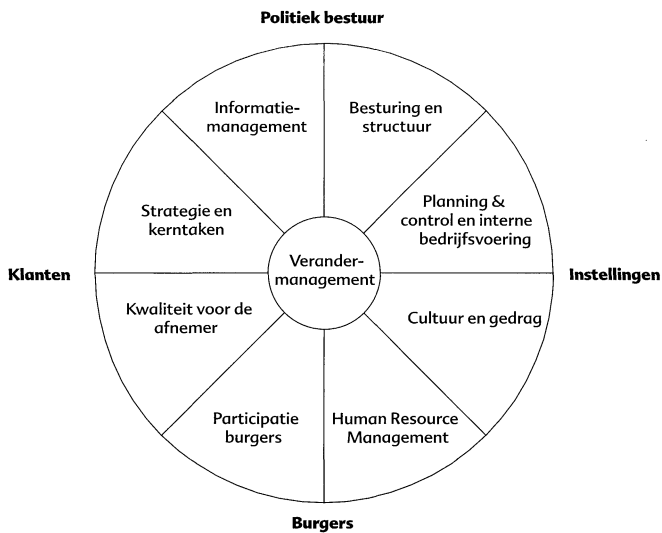 Politiek bestuur
Informatie-
management
Besturing en
structuur
Strategie en
kerntaken
Planning &
control en interne
bedrijfsvoering
Klanten
Verander-
management
Instellingen
Kwaliteit voor de
afnemer
Cultuur en gedrag
Participatie
burgers
Human Resource
Management
Burgers